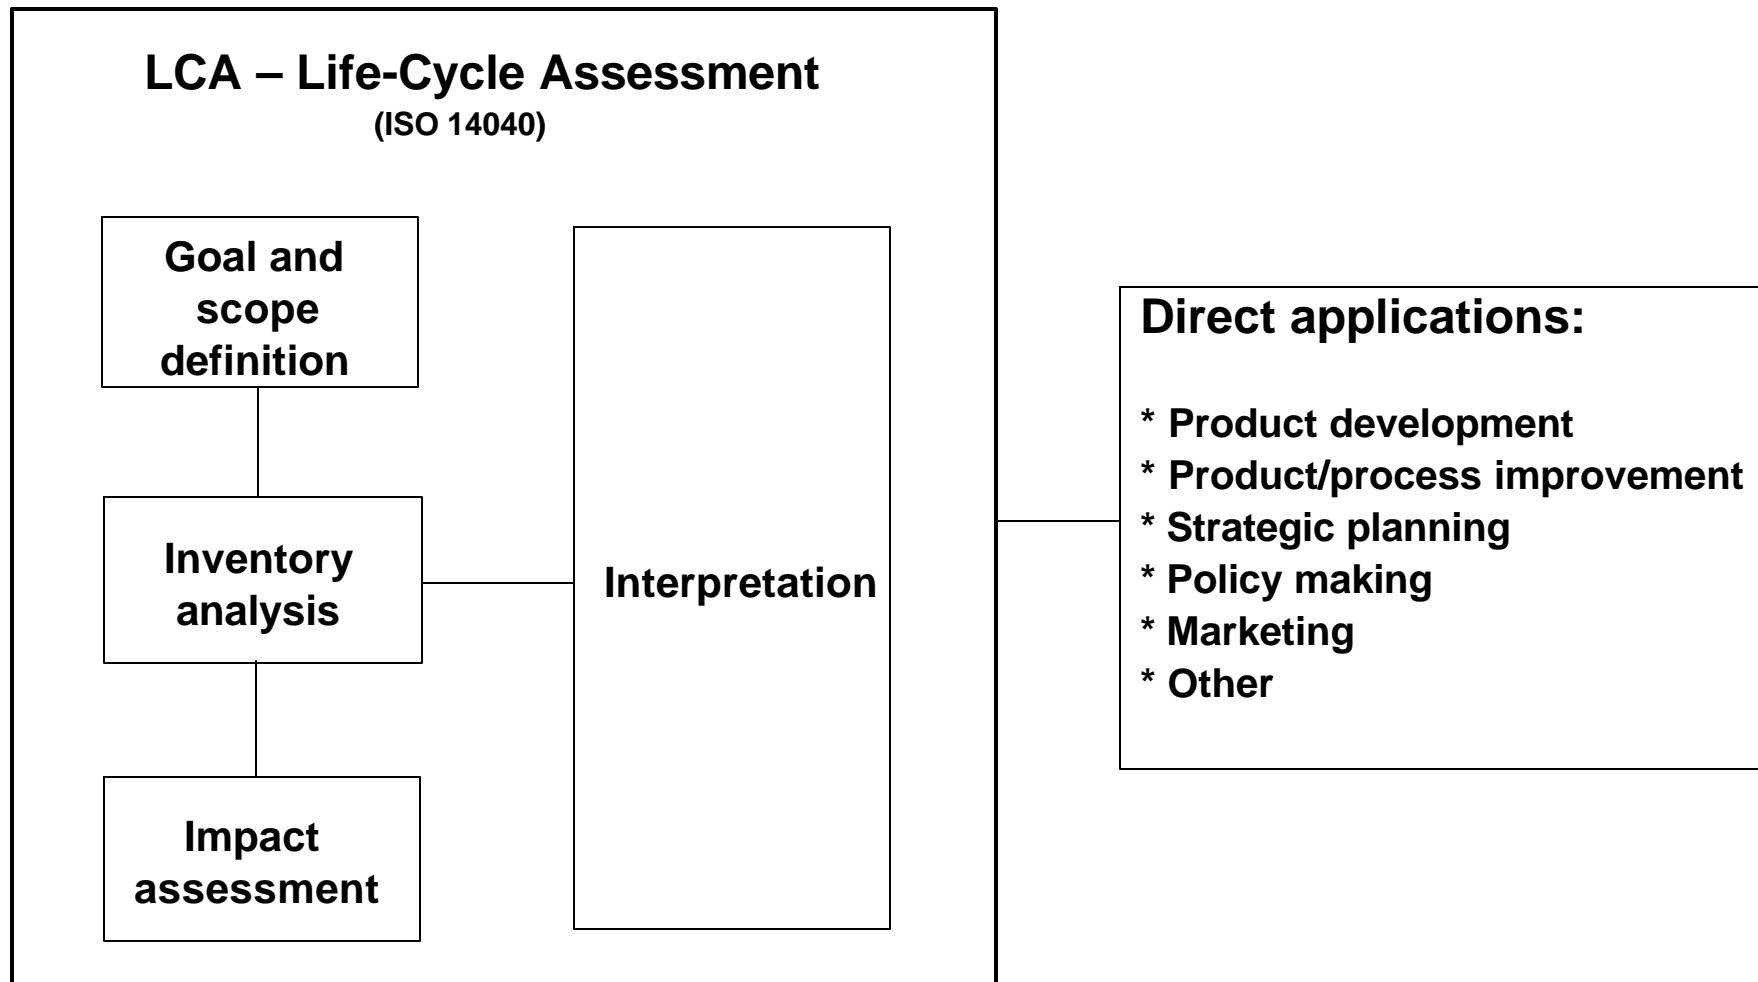 LCA – Life-Cycle Assessment
(ISO 14040)
Goal and
scope
definition
Inventory
analysis
Impact
assessment
Interpretation
Direct applications:
* Product development
* Product/process improvement
* Strategic planning
* Policy making
* Marketing
* Other